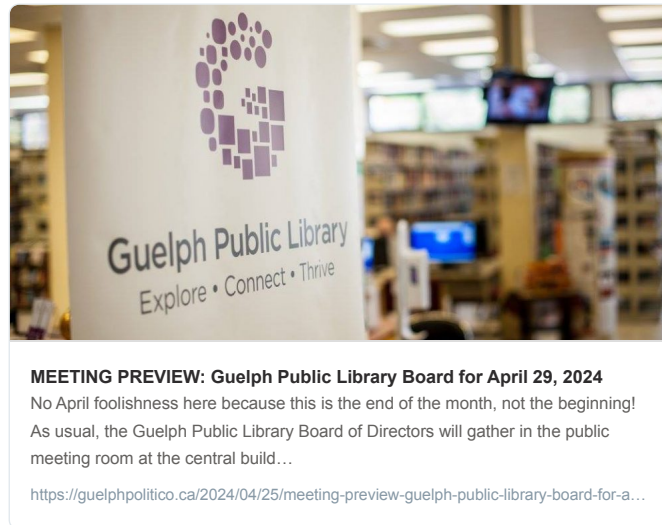 Guelph Public Library
Explore • Connect • Thrive
MEETING PREVIEW: Guelph Public Library Board for April 29, 2024
No April foolishness here because this is the end of the month, not the beginning!
As usual, the Guelph Public Library Board of Directors will gather in the public
meeting room at the central build…
https://guelphpolitico.ca/2024/04/25/meeting-preview-guelph-public-library-board-for-a…